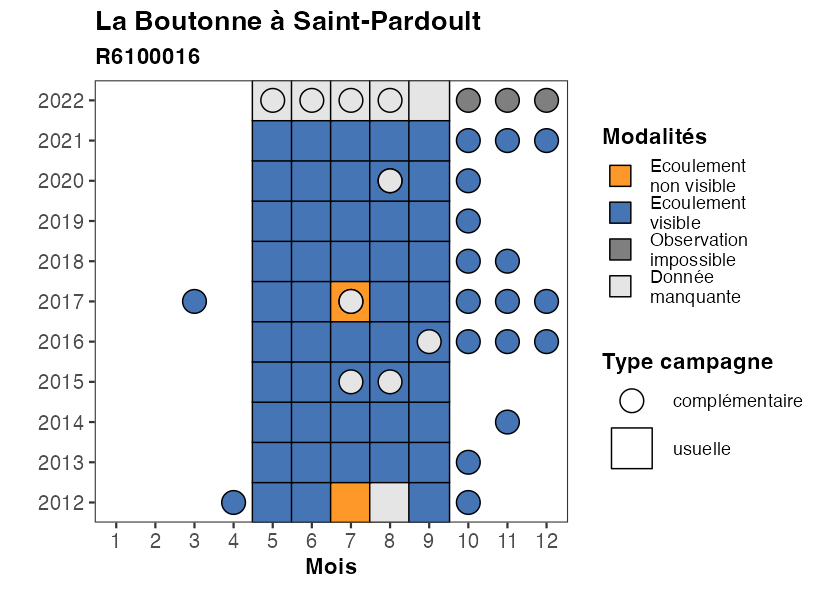 La Boutonne à Saint-Pardoult
R6100016
2022
2021
2020
2019
2018
2017
2016
2015
2014
2013
2012
1 2 3 4 5 6 7 8 9 10 11 12
Mois
Modalités
Ecoulement
non visible
Ecoulement
visible
Observation
impossible
Donnée
manquante
Type campagne
complémentaire
usuelle